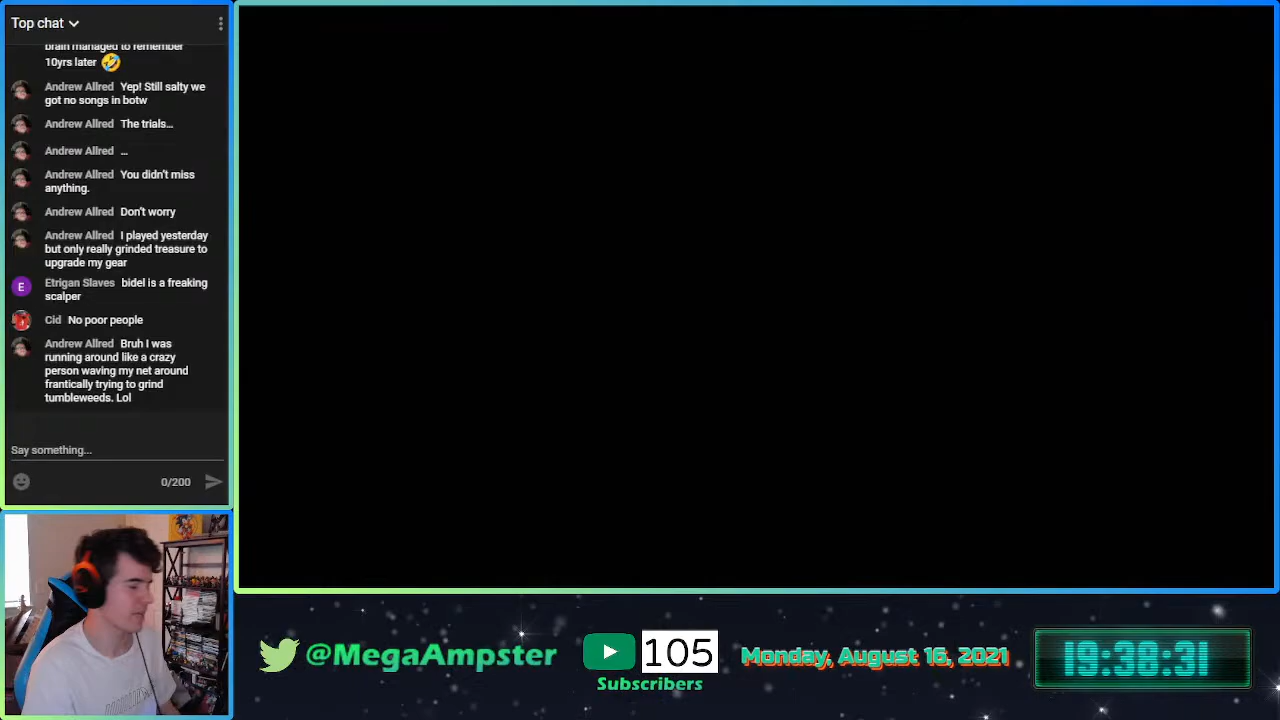 Top chat
brain managed to remember
10yrs later
Andrew Allred Yep! Still salty we
got no songs in botw
Andrew Allred The trials...
Andrew Allred ...
Andrew Allred You didn't miss
anything.
Andrew Allred Don't worry
Andrew Allred I played yesterday
but only really grinded treasure to
upgrade my gear
E
Etrigan Slaves bidel is a freaking
scalper
Cid No poor people
Andrew Allred Bruh I was
running around like a crazy
person waving my net around
frantically trying to grind
tumbleweeds. Lol
Say something...
0/200
@MegaAmpster
105
Subscribers
Monday, August 16, 2021
19:38:31